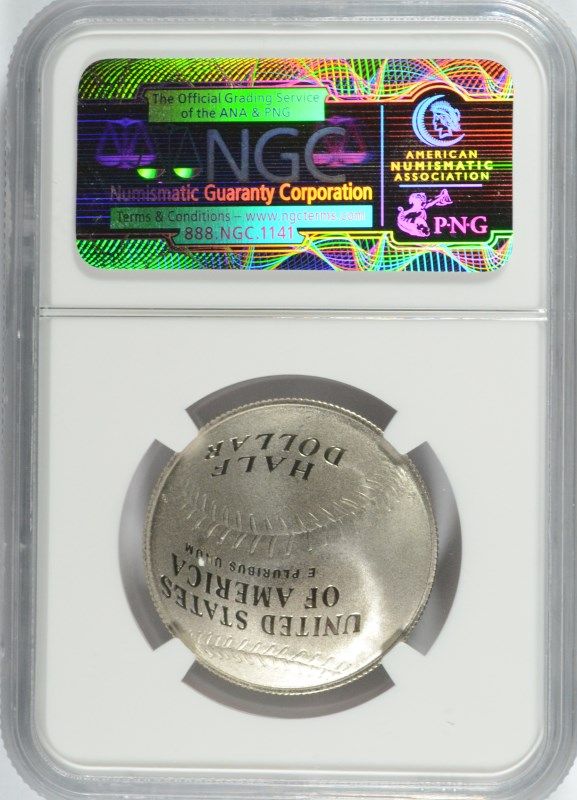 The Official Grading Service
of the ANA & PNG
NGC
Numismatic Guaranty Corporation
Terms & Conditions – www.ngcterms.com
888.NGC.1141
AMERICAN
NUMISMATIC
ASSOCIATION
PNG
UNITED STATES
OF AMERICA
E PLURIBUS UNUM
HALF
DOLLAR